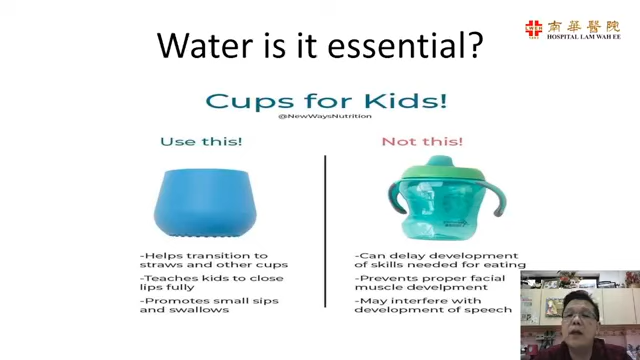 南華醫院
LWEH
HOSPITAL LAM WAH EE
Water is it essential?
Cups for Kids!
@NewWaysNutrition
Use this!
-Helps transition to
straws and other cups
-Teaches kids to close
lips fully
-Promotes small sips
and swallows
Not this!
-Can delay development
of skills needed for eating
-Prevents proper facial
muscle develpment
-May interfere with
development of speech